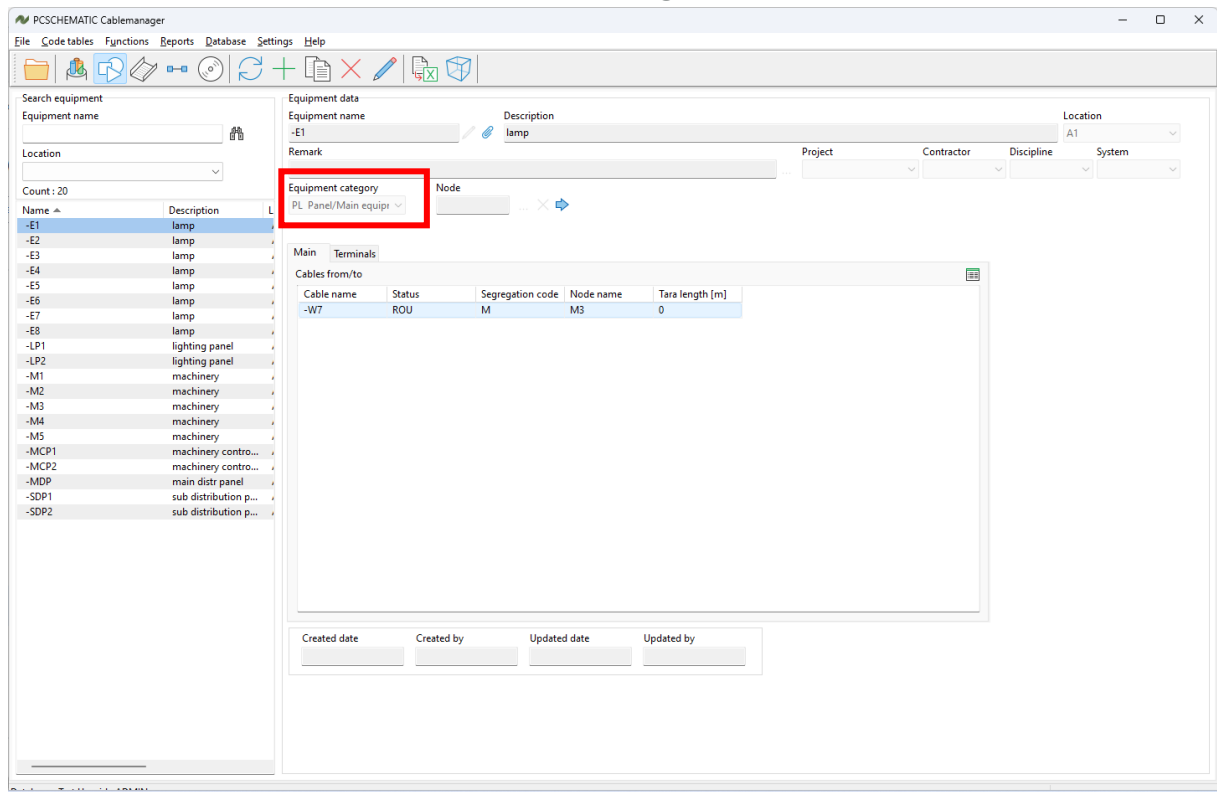 PCSCHEMATIC Cablemanager
File Code tables Functions Reports Database Settings Help
Search equipment
Equipment name
Location
Count : 20
Name Description L
-E1 lamp
-E2 lamp
-E3 lamp
-E4 lamp
-E5 lamp
-E6 lamp
-E7 lamp
-E8 lamp
-LP1 lighting panel
-LP2 lighting panel
-M1 machinery
-M2 machinery
-M3 machinery
-M4 machinery
-M5 machinery
-MCP1 machinery contro...
-MCP2 machinery contro...
-MDP main distr panel
-SDP1 sub distribution p...
-SDP2 sub distribution p...
Equipment data
Equipment name Description Location
-E1 lamp A1
Remark Project Contractor Discipline System
...
Equipment category Node
PL Panel/Main equip
...
Main Terminals
Cables from/to
Cable name Status Segregation code Node name Tara length [m]
-W7 ROU M M3 0
Created date Created by Updated date Updated by